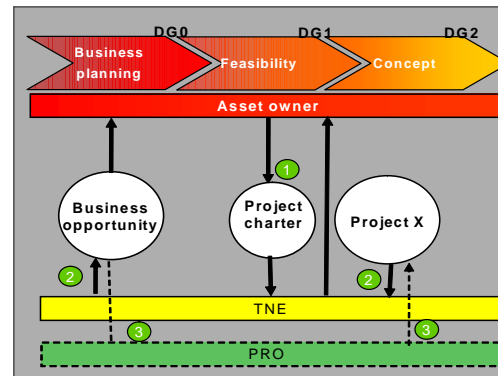 DG0 DG1 DG2
Business
planning
Feasibility
Concept
Asset owner
1
Business
opportunity
Project
charter
Project X
2
2
TNE
3
3
PRO